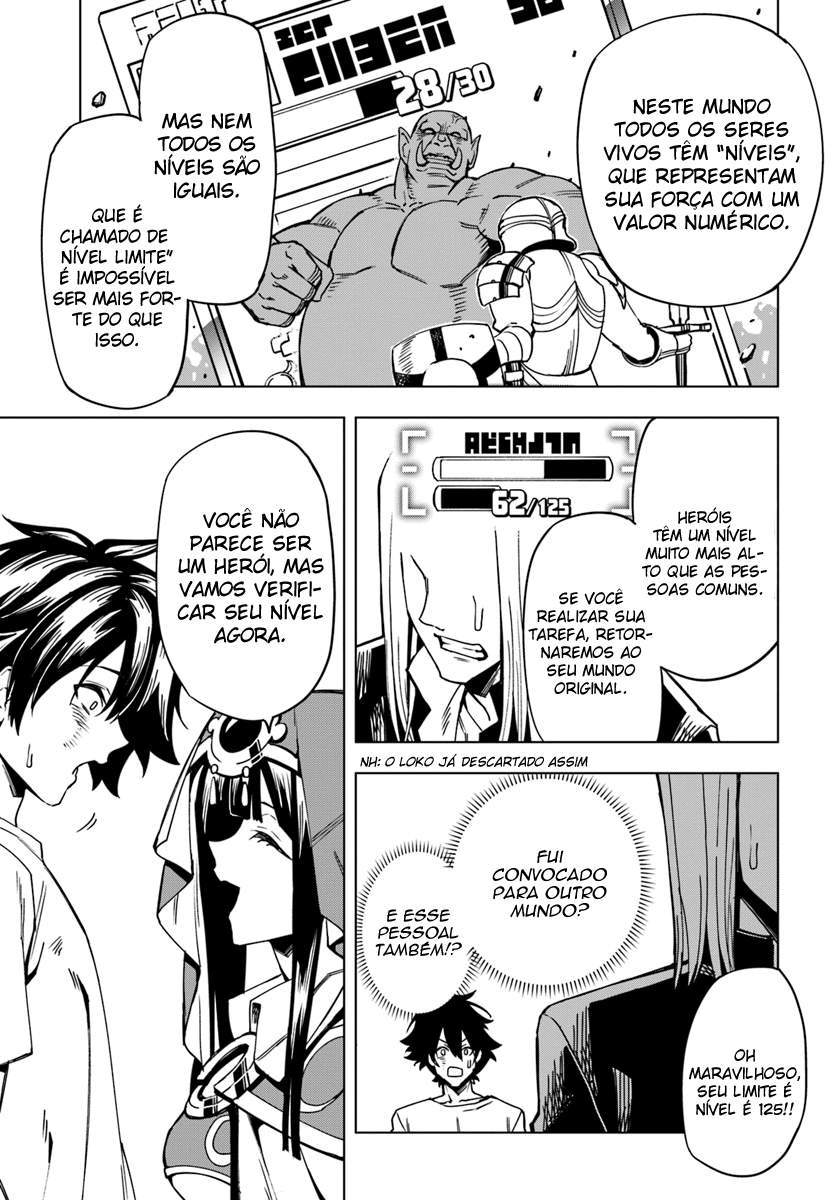 NESTE MUNDO
TODOS OS SERES
VIVOS TÊM "NÍVEIS",
QUE REPRESENTAM
SUA FORÇA COM UM
VALOR NUMÉRICO.
28/30
MAS NEM
TODOS OS
NÍVEIS SÃO
IGUAIS.
QUE É
CHAMADO DE
NÍVEL LIMITE"
É IMPOSSÍVEL
SER MAIS FOR-
TE DO QUE
ISSO.
62/125
HERÓIS
TÊM UM NÍVEL
MUITO MAIS AL-
TO QUE AS PES-
SOAS COMUNS.
SE VOCÊ
REALIZAR SUA
TAREFA, RETOR-
NAREMOS AO
SEU MUNDO
ORIGINAL.
NH: O LOKO JÁ DESCARTADO ASSIM
FUI
CONVOCADO
PARA OUTRO
MUNDO?
E ESSE
PESSOAL
TAMBÉM!?
OH
MARAVILHOSO,
SEU LIMITE É
NÍVEL É 125!!
VOCÊ NÃO
PARECE SER
UM HERÓI, MAS
VAMOS VERIFI-
CAR SEU NÍVEL
AGORA.